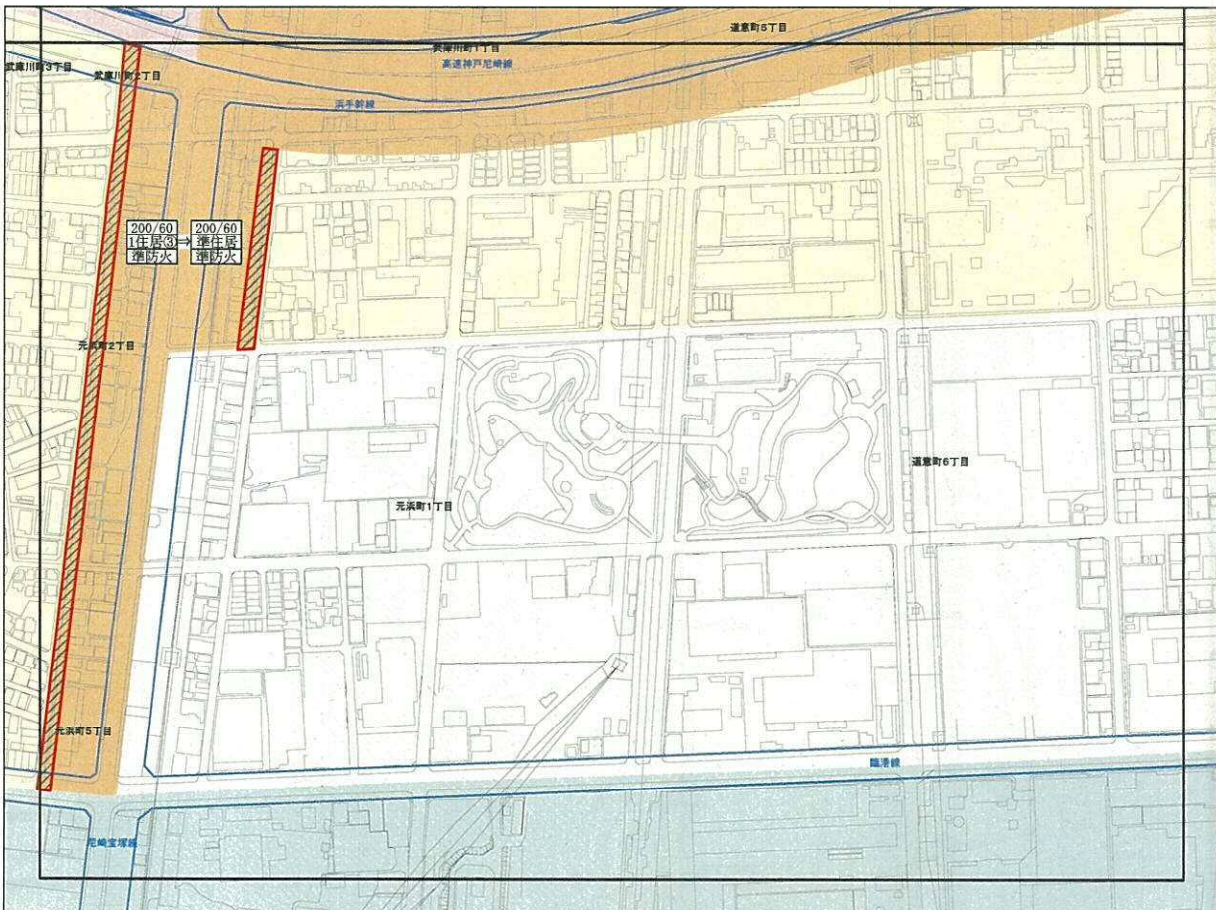 道意町5丁目
武庫川町1丁目
高速神戸尼崎線
武庫川町3丁目
武庫川町2丁目
浜手幹線
200/60
1住居③
準防火
⇒
200/60
準住居
準防火
元浜町2丁目
道意町6丁目
元浜町1丁目
元浜町5丁目
臨港線
尼崎宝塚線